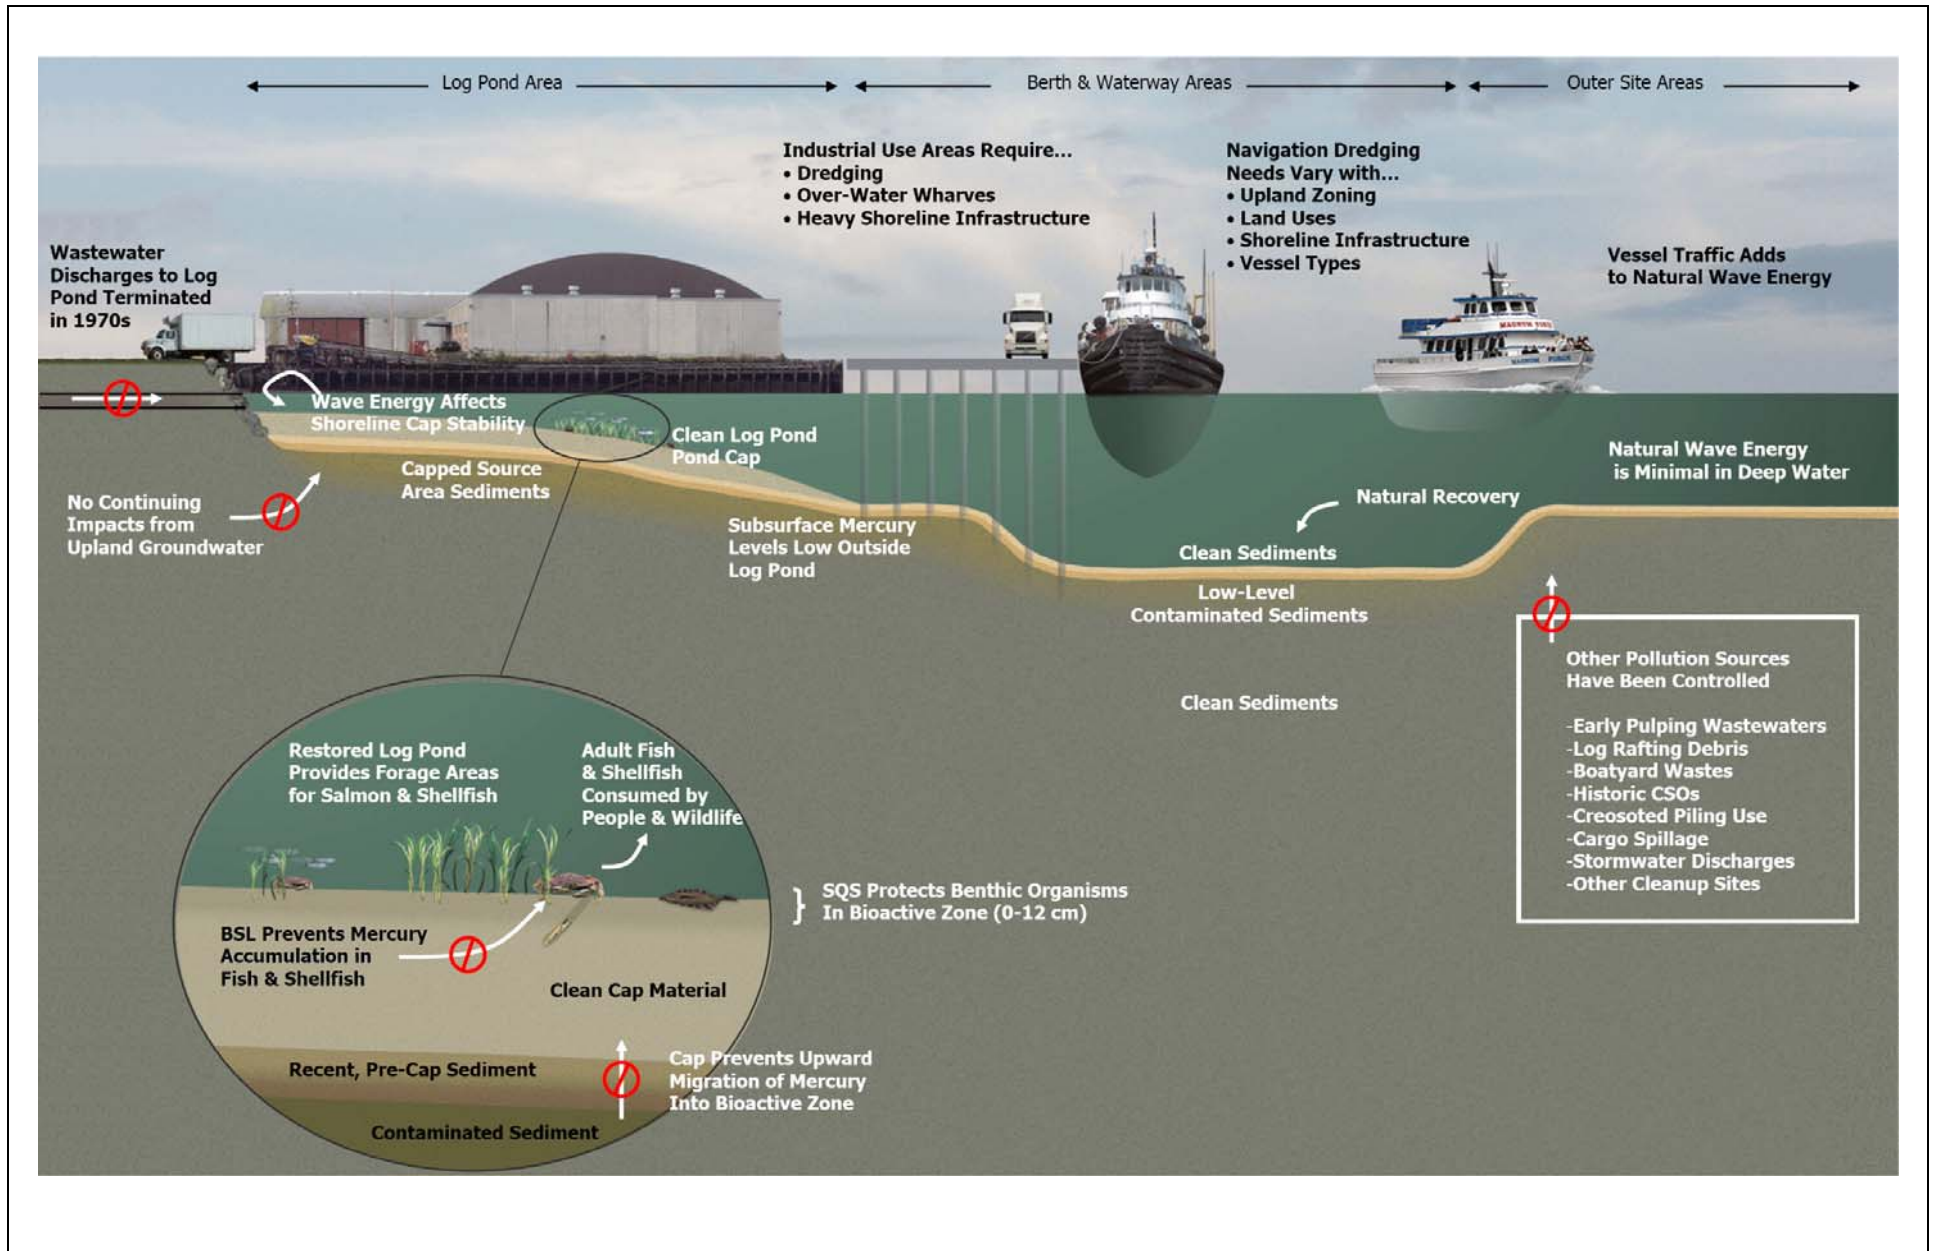 Log Pond Area
Berth & Waterway Areas
Outer Site Areas
Industrial Use Areas Require...
• Dredging
• Over-Water Wharves
• Heavy Shoreline Infrastructure
Navigation Dredging
Needs Vary with...
• Upland Zoning
• Land Uses
• Shoreline Infrastructure
• Vessel Types
Wastewater
Discharges to Log
Pond Terminated
in 1970s
Vessel Traffic Adds
to Natural Wave Energy
Wave Energy Affects
Shoreline Cap Stability
Clean Log Pond
Pond Cap
Capped Source
Area Sediments
Natural Wave Energy
is Minimal in Deep Water
No Continuing
Impacts from
Upland Groundwater
Natural Recovery
Subsurface Mercury
Levels Low Outside
Log Pond
Clean Sediments
Low-Level
Contaminated Sediments
Clean Sediments
Other Pollution Sources
Have Been Controlled
-Early Pulping Wastewaters
-Log Rafting Debris
-Boatyard Wastes
-Historic CSOs
-Creosoted Piling Use
-Cargo Spillage
-Stormwater Discharges
-Other Cleanup Sites
Restored Log Pond
Provides Forage Areas
for Salmon & Shellfish
Adult Fish
& Shellfish
Consumed by
People & Wildlife
SQS Protects Benthic Organisms
In Bioactive Zone (0-12 cm)
BSL Prevents Mercury
Accumulation in
Fish & Shellfish
Clean Cap Material
Recent, Pre-Cap Sediment
Cap Prevents Upward
Migration of Mercury
Into Bioactive Zone
Contaminated Sediment